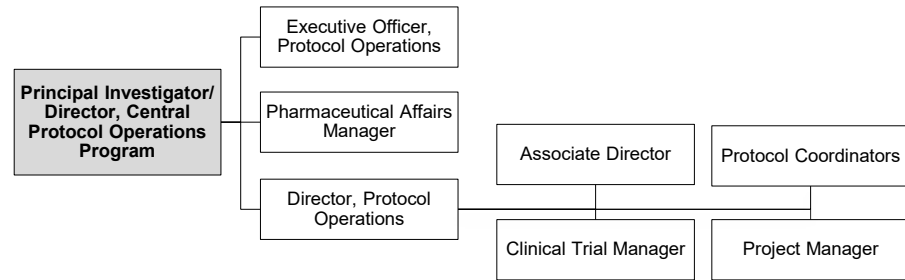 Principal Investigator/
Director, Central
Protocol Operations
Program
Executive Officer,
Protocol Operations
Pharmaceutical Affairs
Manager
Director, Protocol
Operations
Associate Director
Protocol Coordinators
Clinical Trial Manager
Project Manager